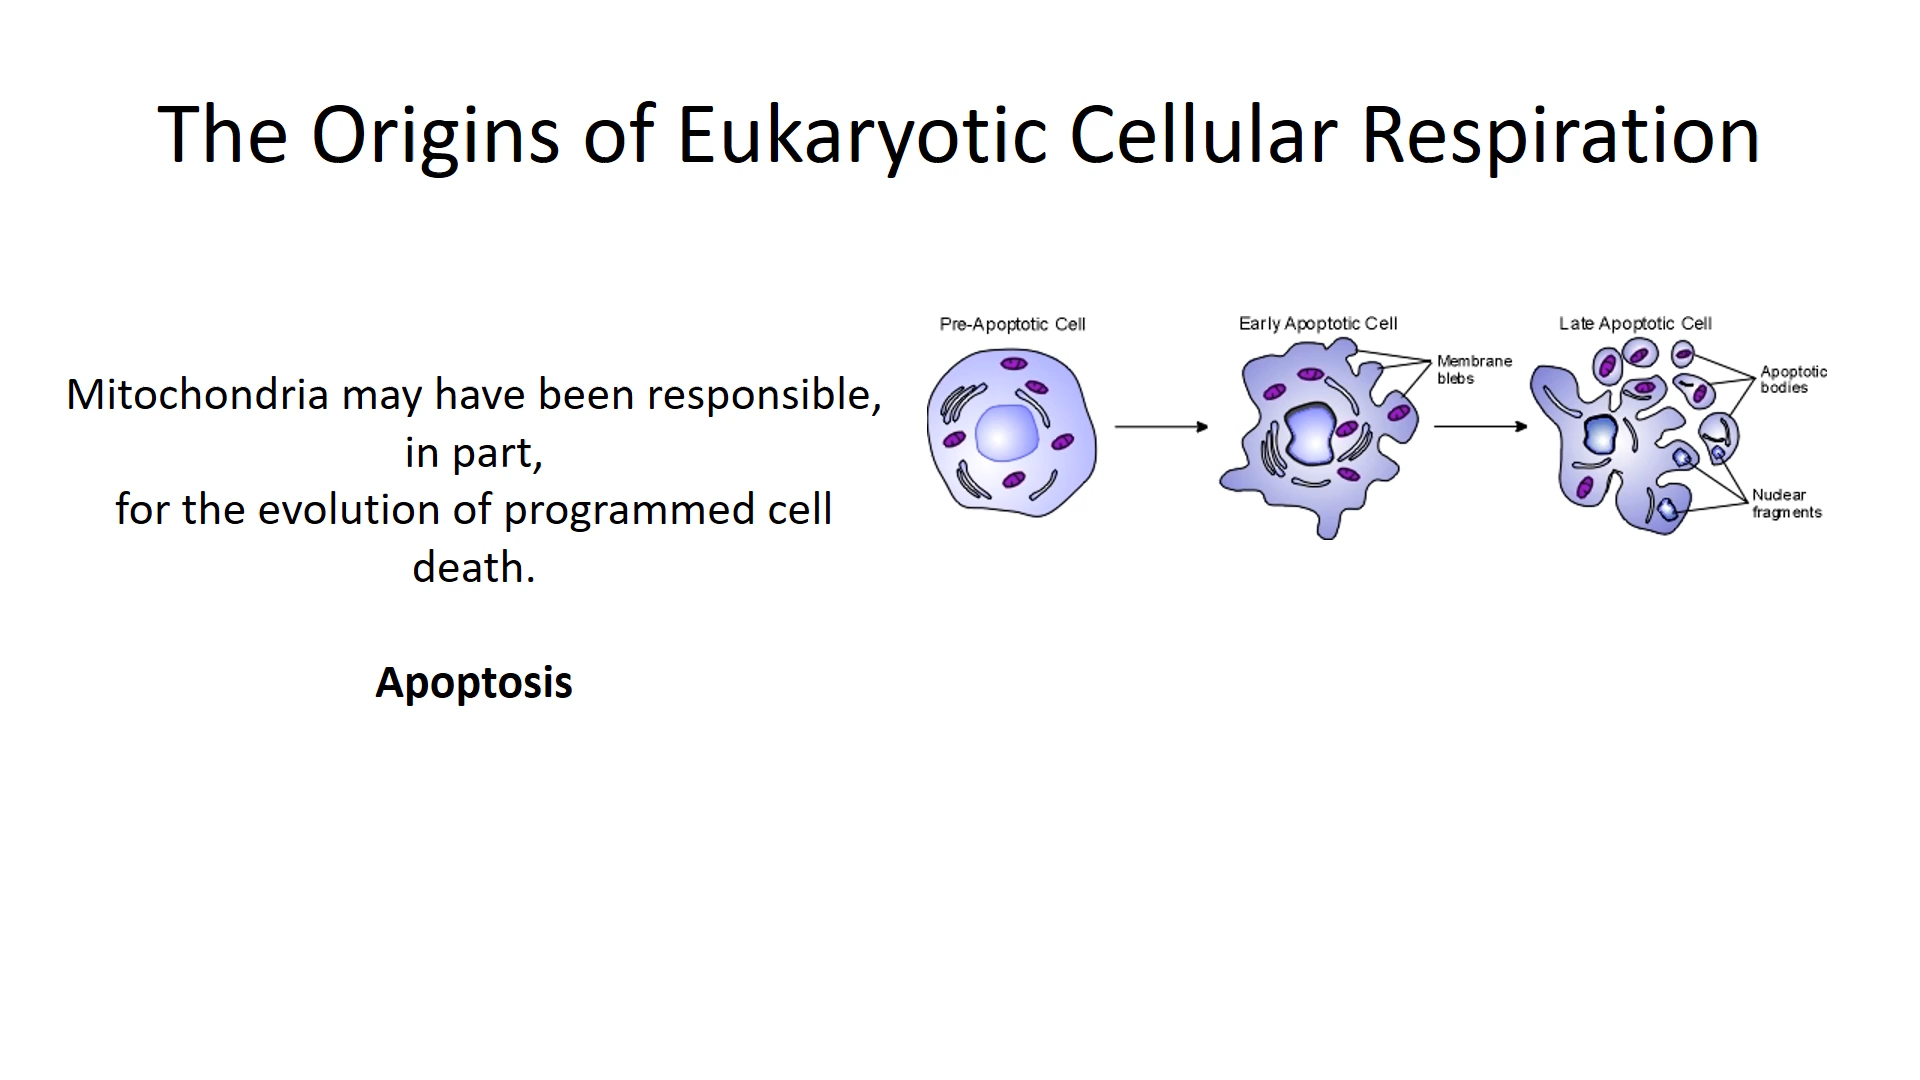 The Origins of Eukaryotic Cellular Respiration
Mitochondria may have been responsible,
in part,
for the evolution of programmed cell
death.
Apoptosis
Pre-Apoptotic Cell
Early Apoptotic Cell
Late Apoptotic Cell
Membrane
blebs
Apoptotic
bodies
Nuclear
fragments